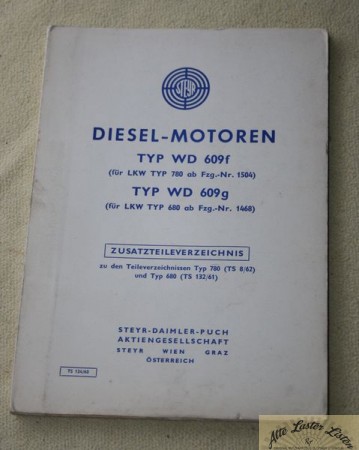 STEYR
DIESEL-MOTOREN
TYP WD 609f
(für LKW TYP 780 ab Fzg.-Nr. 1504)
TYP WD 609g
(für LKW TYP 680 ab Fzg.-Nr. 1468)
ZUSATZTEILEVERZEICHNIS
zu den Teileverzeichnissen Typ 780 (TS 8/62)
und Typ 680 (TS 132/61)
STEYR-DAIMLER-PUCH
AKTIENGESELLSCHAFT
STEYR WIEN GRAZ
ÖSTERREICH
Alte Laster Listen